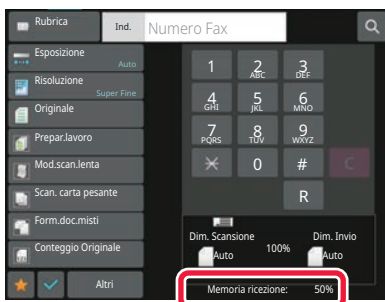 Rubrica
Ind.
Numero Fax
Esposizione
Auto
Risoluzione
Super Fine
Originale
Prepar.lavoro
Mod.scan.lenta
Scan. carta pesante
Form.doc.misti
Conteggio Originale
Altri
1
2 ABC
3 DEF
4 GHI
5 JKL
6 MNO
7 PQRS
8 TUV
9 WXYZ
0
#
C
R
Dim. Scansione
Dim. Invio
Auto
100%
Auto
Memoria ricezione: 50%